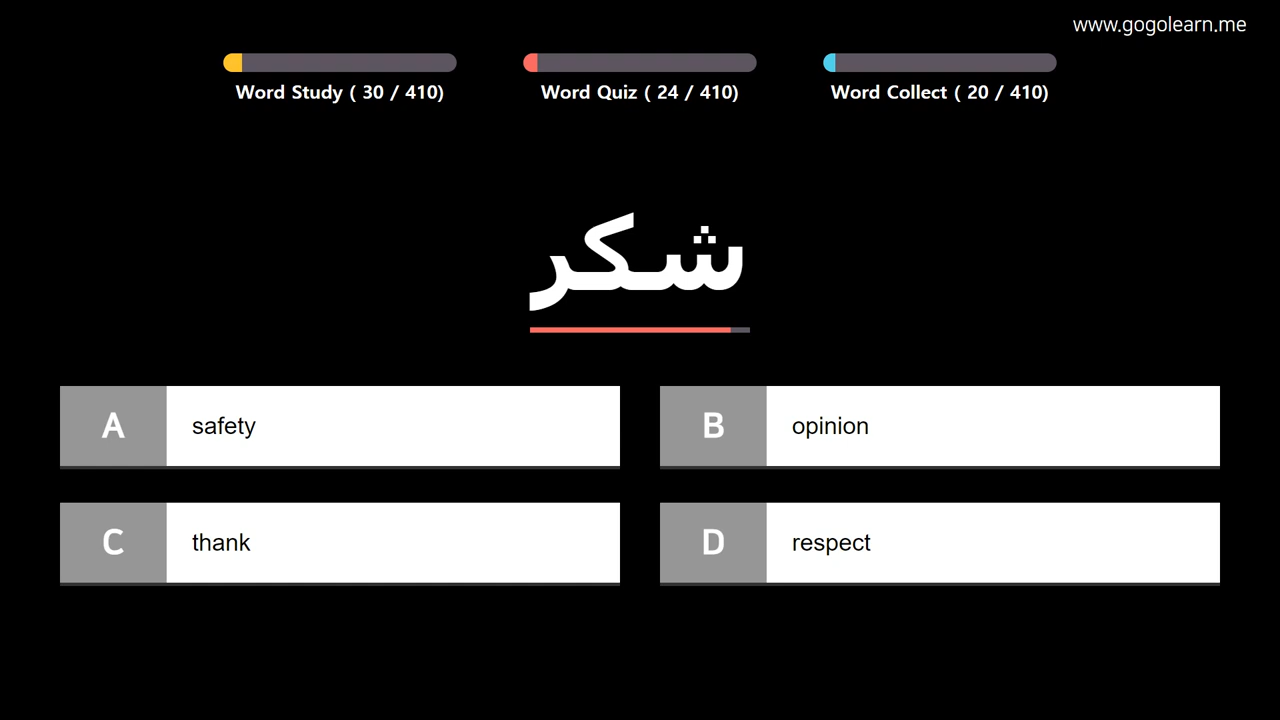 www.gogolearn.me
Word Study ( 30 / 410)
Word Quiz ( 24 / 410)
Word Collect ( 20 / 410)
شكر
A safety
B opinion
C thank
D respect